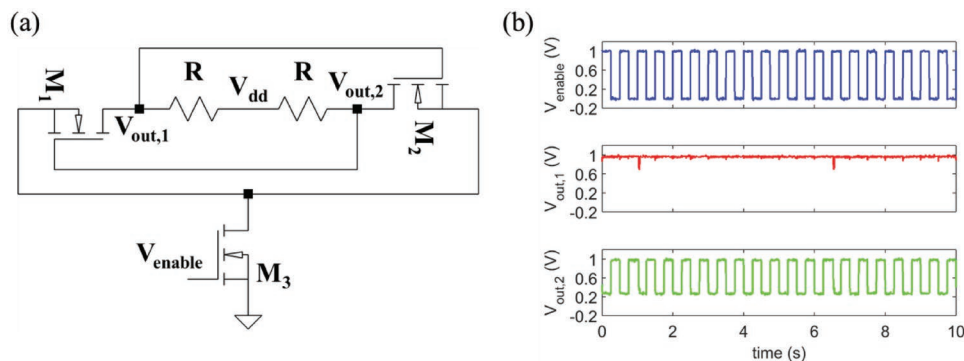 (a)
M1
R
Vdd
R
Vout,1
Vout,2
M2
Venable
M3
(b)
Venable (V)
1
0.6
0.2
-0.2
Vout,1 (V)
1
0.6
0.2
-0.2
Vout,2 (V)
1
0.6
0.2
-0.2
0 2 4 6 8 10
time (s)